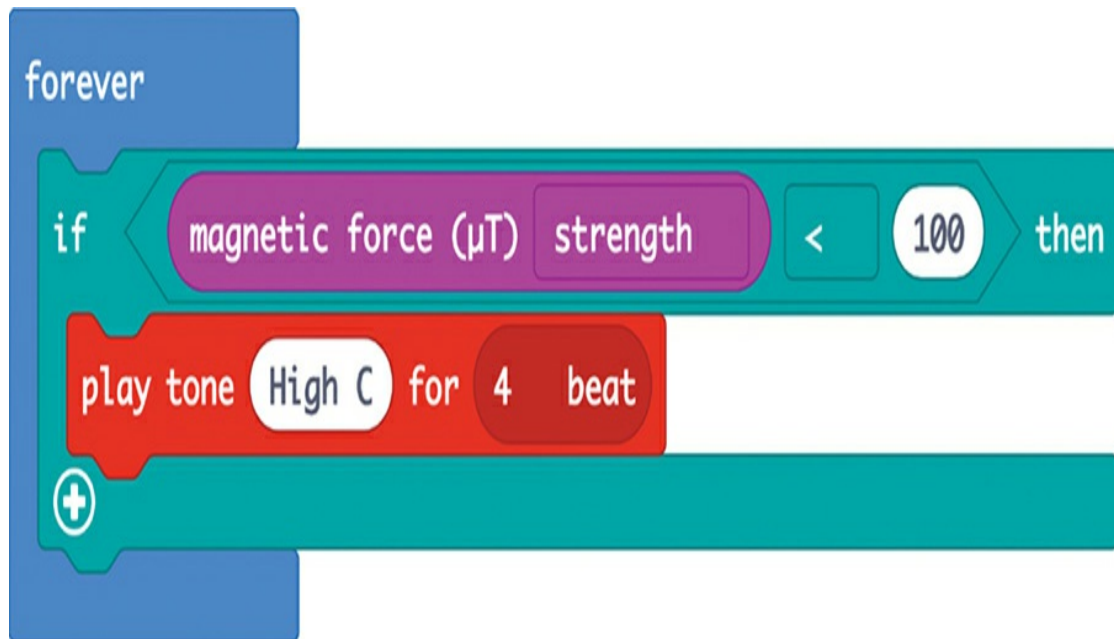 forever
if magnetic force (µT) strength < 100 then
play tone High C for 4 beat